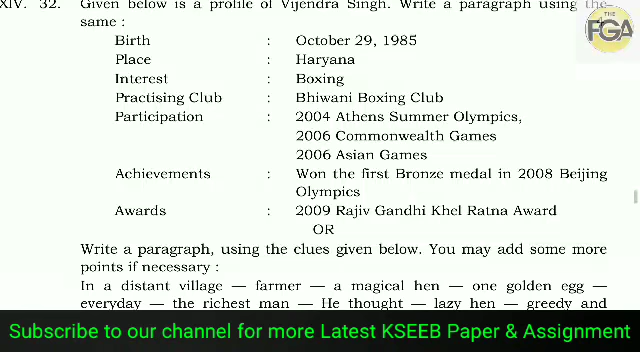 XIV. 32. Given below is a profile of Vijendra Singh. Write a paragraph using the
same :
Birth : October 29, 1985
Place : Haryana
Interest : Boxing
Practising Club : Bhiwani Boxing Club
Participation : 2004 Athens Summer Olympics,
2006 Commonwealth Games
2006 Asian Games
Achievements : Won the first Bronze medal in 2008 Beijing
Olympics
Awards : 2009 Rajiv Gandhi Khel Ratna Award
OR
Write a paragraph, using the clues given below. You may add some more
points if necessary :
In a distant village — farmer — a magical hen — one golden egg —
everyday — the richest man — He thought — lazy hen — greedy and
THE
FGA
Subscribe to our channel for more Latest KSEEB Paper & Assignment